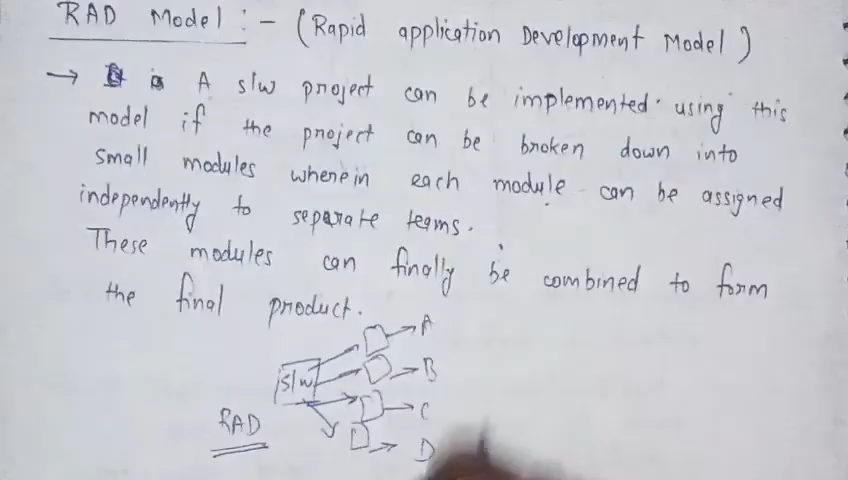 RAD Model :- (Rapid application Development Model)
→ A s/w project can be implemented using this
model if the project can be broken down into
small modules wherein each module can be assigned
independently to separate teams.
These modules can finally be combined to form
the final product.
A
s/w
B
C
RAD
D